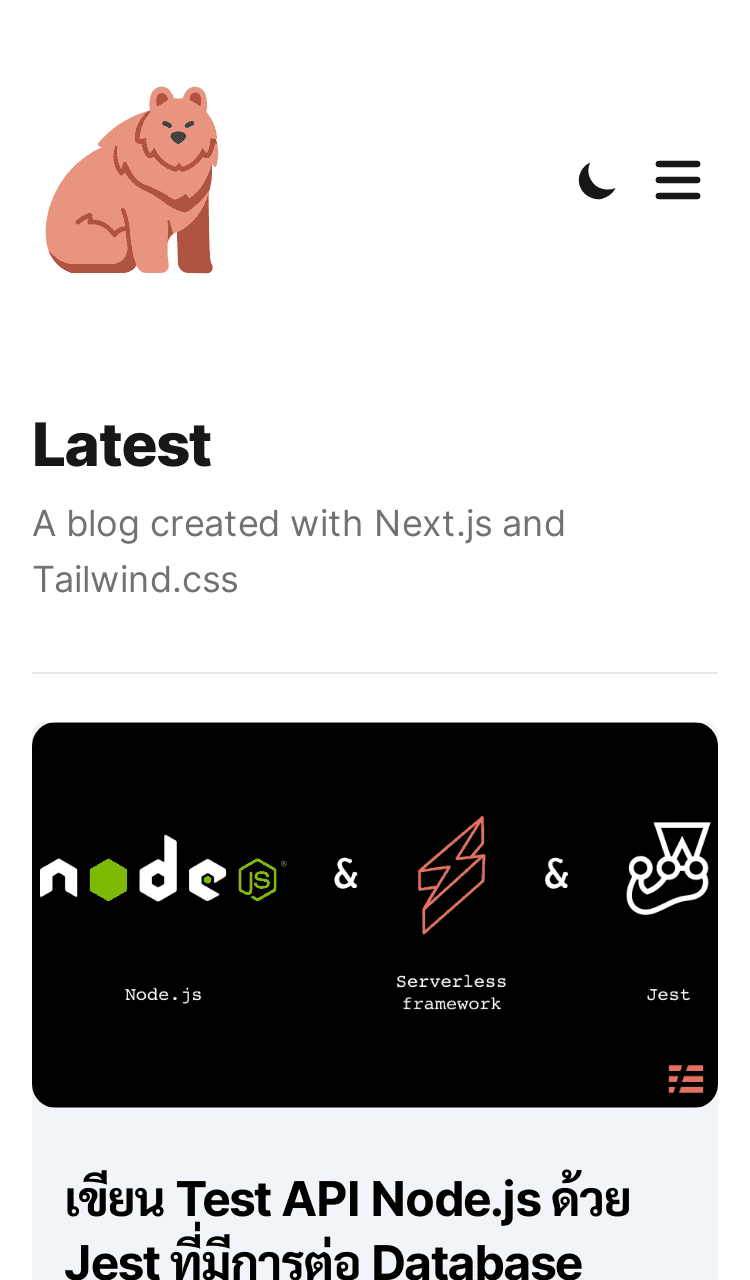 Latest
A blog created with Next.js and
Tailwind.css
node JS ®
&
&
Node.js
Serverless
framework
Jest
เขียน Test API Node.js ด้วย
Jest ที่มีการต่อ Database